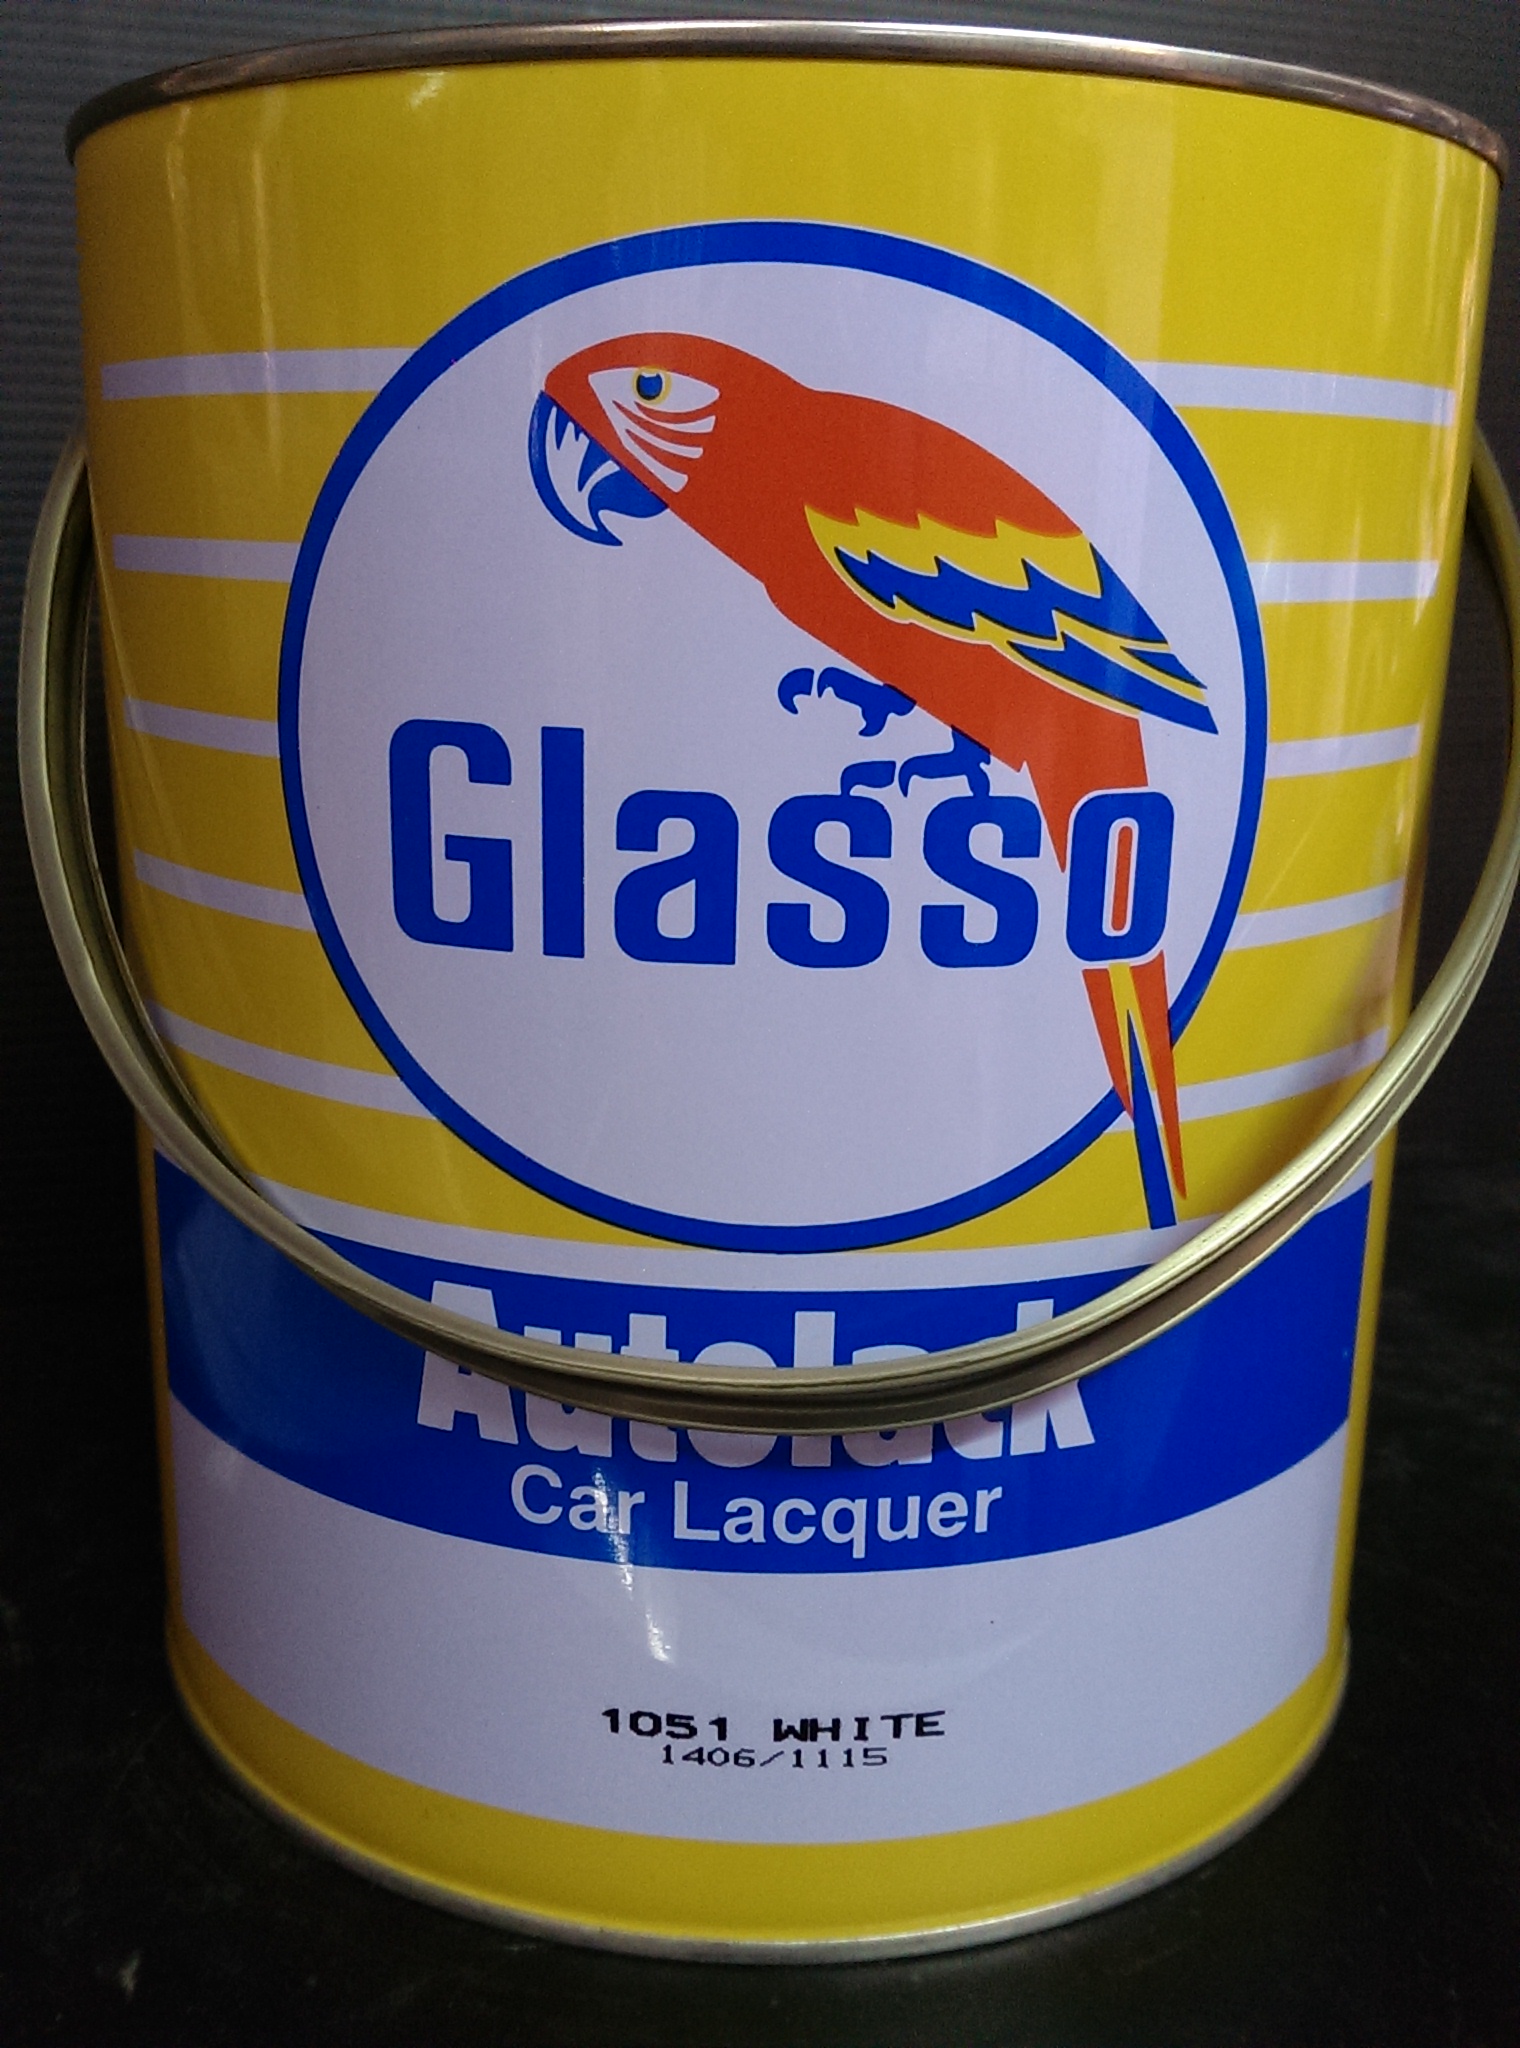 Glasso
Autolack
Car Lacquer
1051 WHITE
1406/1115